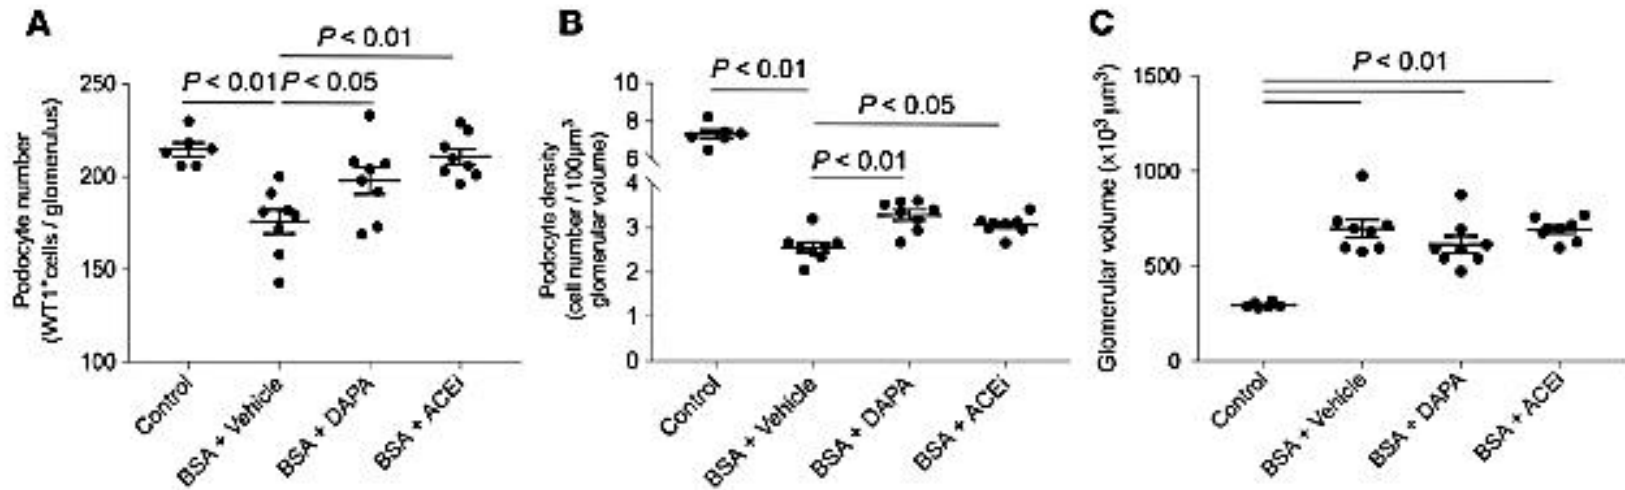 A
Podocyte number
(WT1⁺cells / glomerulus)
250
200
150
100
P < 0.01
P < 0.01
P < 0.05
Control
BSA + Vehicle
BSA + DAPA
BSA + ACEi
B
Podocyte density
(cell number / 100µm³
glomerular volume)
10
8
6
4
3
2
1
0
P < 0.01
P < 0.05
P < 0.01
Control
BSA + Vehicle
BSA + DAPA
BSA + ACEi
C
Glomerular volume (x10³ µm³)
1500
1000
500
0
P < 0.01
Control
BSA + Vehicle
BSA + DAPA
BSA + ACEi